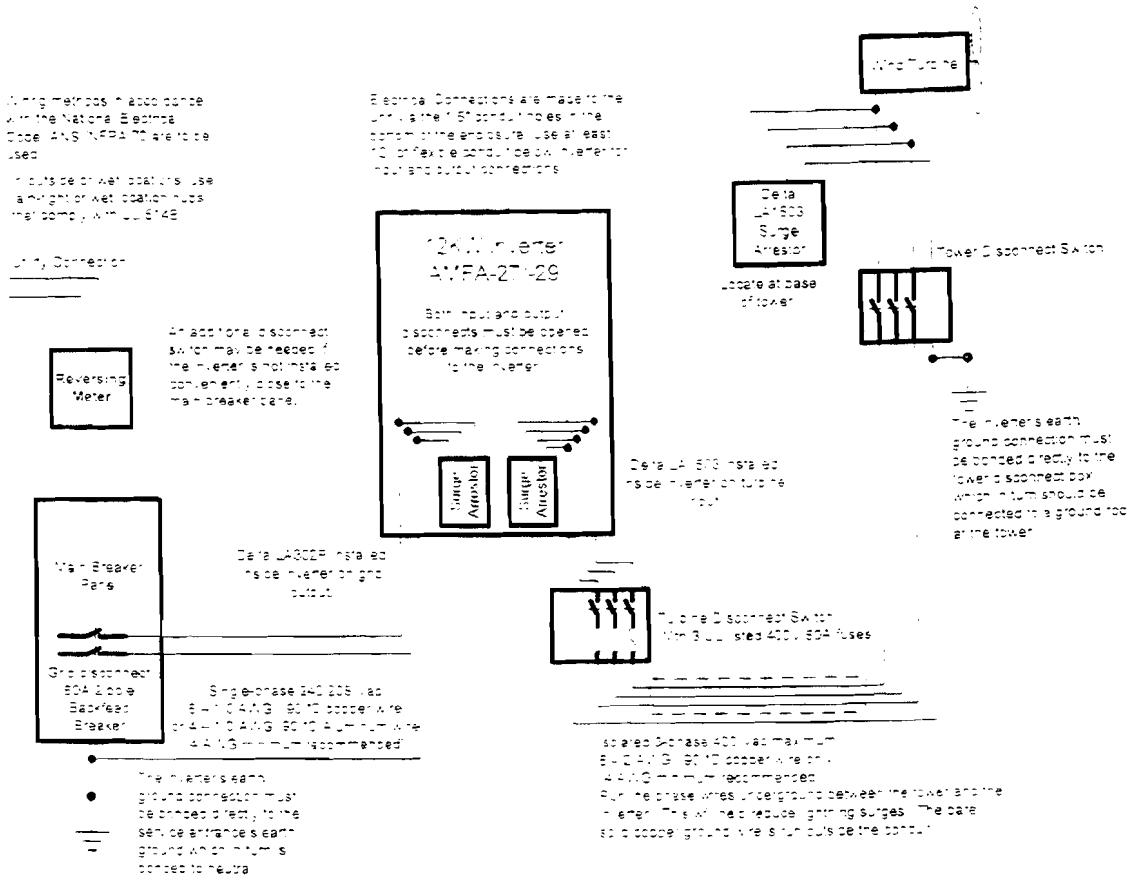 Wiring methods in accordance
with the National Electrical
Code, ANSI/NFPA 70 are to be
used
In outside or wet locations, use
rain-tight or wet location hubs
that comply with UL 514B
Utility Connection
Electrical Connections are made to the
unit via the 1.5" conduit holes in the
bottom of the enclosure. Use at least
12" of flexible conduit below inverter for
input and output connections
Wind Turbine
Delta
LA1603
Surge
Arrestor
Locate at base
of tower
Tower Disconnect Switch
12KW Inverter
Both input and output
disconnects must be opened
before making connections
to the inverter
An additional disconnect
switch may be needed if
the inverter is not installed
conveniently close to the
main breaker panel
Reversing
Meter
Surge
Arrestor
Surge
Arrestor
Delta LA1603 installed
inside inverter on turbine
input
The inverter's earth
ground connection must
be bonded directly to the
tower disconnect box
which in turn should be
connected to a ground rod
at the tower
Main Breaker
Panel
Delta LA302R installed
inside inverter on grid
output
Turbine Disconnect Switch
With 3 UL listed 400V 60A fuses
Grid disconnect
60A 2 pole
Backfeed
Breaker
Single-phase 240/208 Vac
6 – 1/0 AWG 90°C copper wire
or 4 – 1/0 AWG 90°C Aluminum wire
4 AWG minimum recommended
Isolated 3-phase 400 Vac maximum
6 – 2 AWG 90°C copper wire only
4 AWG minimum recommended
Run the phase wires underground between the tower and the
inverter. This will help reduce lightning surges. The bare
solid copper ground wire is run outside the conduit
The inverter's earth
ground connection must
be bonded directly to the
service entrance's earth
ground which in turn is
bonded to neutral